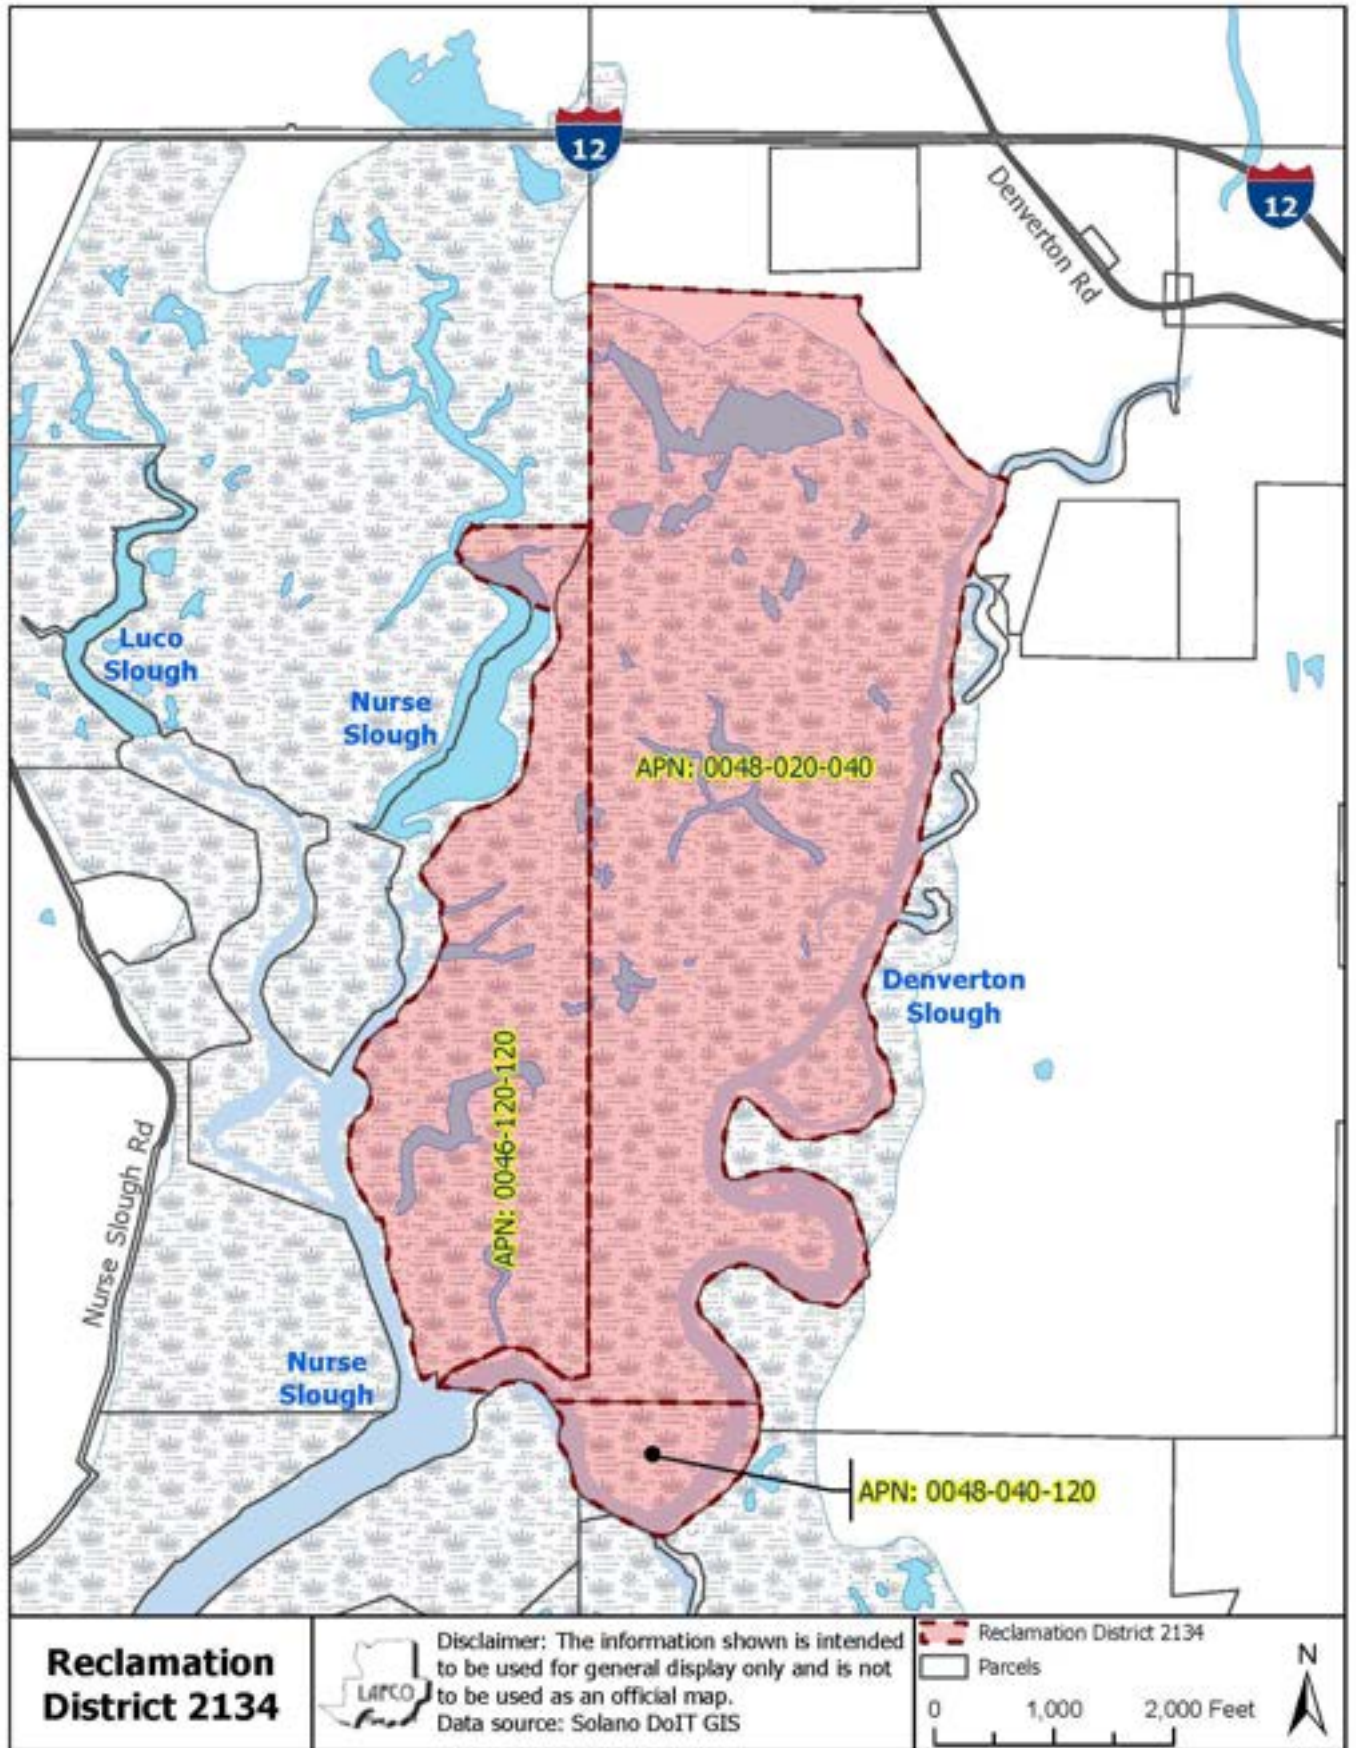 12
12
Denverton Rd
Luco
Slough
Nurse
Slough
APN: 0048-020-040
Denverton
Slough
APN: 0046-120-120
Nurse Slough Rd
Nurse
Slough
APN: 0048-040-120
Reclamation
District 2134
LAFCO
Disclaimer: The information shown is intended
to be used for general display only and is not
to be used as an official map.
Data source: Solano DoIT GIS
Reclamation District 2134
Parcels
0 1,000 2,000 Feet
N